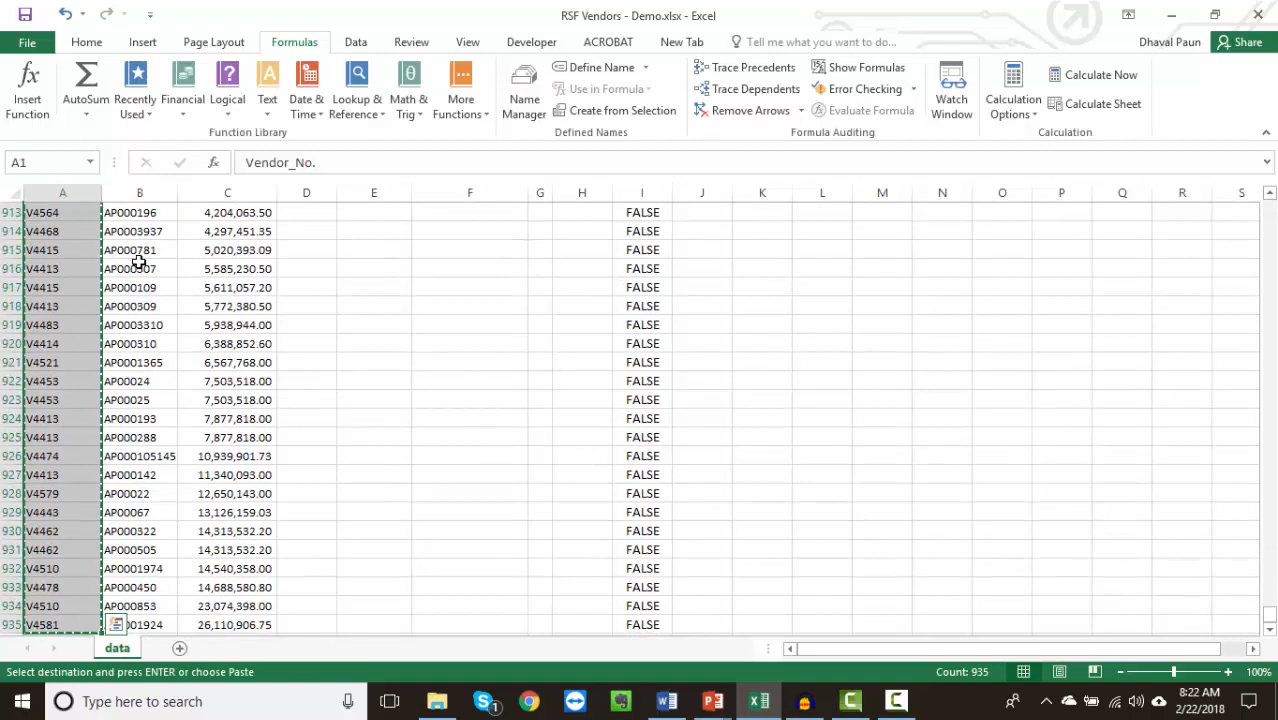 RSF Vendors - Demo.xlsx - Excel
File Home Insert Page Layout Formulas Data Review View Developer ACROBAT New Tab Tell me what you want to do... Dhaval Paun Share
Insert Function
AutoSum
Recently Used
Financial
Logical
Text
Date & Time
Lookup & Reference
Math & Trig
More Functions
Function Library
Name Manager
Define Name
Use in Formula
Create from Selection
Defined Names
Trace Precedents
Trace Dependents
Remove Arrows
Show Formulas
Error Checking
Evaluate Formula
Formula Auditing
Watch Window
Calculation Options
Calculate Now
Calculate Sheet
Calculation
A1 fx Vendor_No.
A B C D E F G H I J K L M N O P Q R S
913 V4564 AP000196 4,204,063.50 FALSE
914 V4468 AP0003937 4,297,451.35 FALSE
915 V4415 AP000781 5,020,393.09 FALSE
916 V4413 5,585,230.50 FALSE
917 V4415 AP000109 5,611,057.20 FALSE
918 V4413 AP000309 5,772,380.50 FALSE
919 V4483 AP0003310 5,938,944.00 FALSE
920 V4414 AP000310 6,388,852.60 FALSE
921 V4521 AP0001365 6,567,768.00 FALSE
922 V4453 AP00024 7,503,518.00 FALSE
923 V4453 AP00025 7,503,518.00 FALSE
924 V4413 AP000193 7,877,818.00 FALSE
925 V4413 AP000288 7,877,818.00 FALSE
926 V4474 AP000105145 10,939,901.73 FALSE
927 V4413 AP000142 11,340,093.00 FALSE
928 V4579 AP00022 12,650,143.00 FALSE
929 V4443 AP00067 13,126,159.03 FALSE
930 V4462 AP000322 14,313,532.20 FALSE
931 V4462 AP000505 14,313,532.20 FALSE
932 V4510 AP0001974 14,540,358.00 FALSE
933 V4478 AP000450 14,688,580.80 FALSE
934 V4510 AP000853 23,074,398.00 FALSE
935 V4581 01924 26,110,906.75 FALSE
data
Select destination and press ENTER or choose Paste Count: 935 100%
Type here to search
8:22 AM
2/22/2018